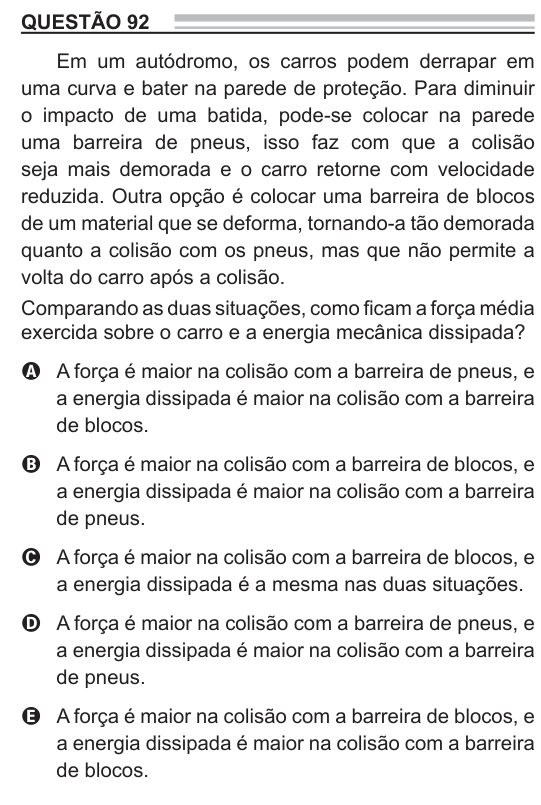 QUESTÃO 92
Em um autódromo, os carros podem derrapar em
uma curva e bater na parede de proteção. Para diminuir
o impacto de uma batida, pode-se colocar na parede
uma barreira de pneus, isso faz com que a colisão
seja mais demorada e o carro retorne com velocidade
reduzida. Outra opção é colocar uma barreira de blocos
de um material que se deforma, tornando-a tão demorada
quanto a colisão com os pneus, mas que não permite a
volta do carro após a colisão.
Comparando as duas situações, como ficam a força média
exercida sobre o carro e a energia mecânica dissipada?
A A força é maior na colisão com a barreira de pneus, e
a energia dissipada é maior na colisão com a barreira
de blocos.
B A força é maior na colisão com a barreira de blocos, e
a energia dissipada é maior na colisão com a barreira
de pneus.
C A força é maior na colisão com a barreira de blocos, e
a energia dissipada é a mesma nas duas situações.
D A força é maior na colisão com a barreira de pneus, e
a energia dissipada é maior na colisão com a barreira
de pneus.
E A força é maior na colisão com a barreira de blocos, e
a energia dissipada é maior na colisão com a barreira
de blocos.